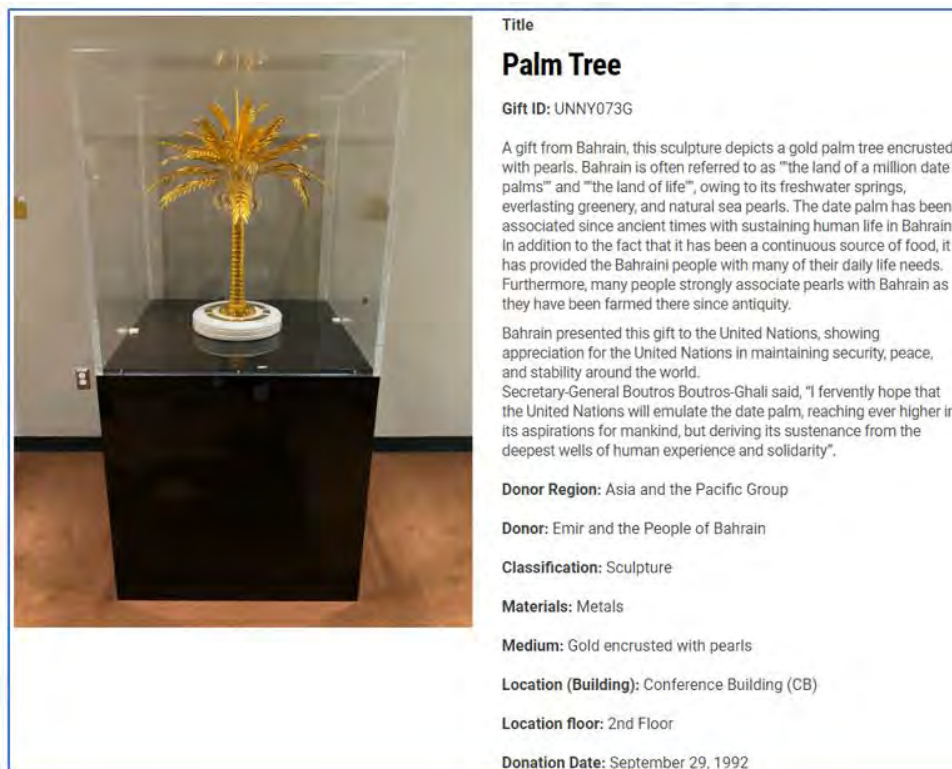 Title
Palm Tree
Gift ID: UNNY073G
A gift from Bahrain, this sculpture depicts a gold palm tree encrusted
with pearls. Bahrain is often referred to as ""the land of a million date
palms"" and ""the land of life"", owing to its freshwater springs,
everlasting greenery, and natural sea pearls. The date palm has been
associated since ancient times with sustaining human life in Bahrain
In addition to the fact that it has been a continuous source of food, it
has provided the Bahraini people with many of their daily life needs.
Furthermore, many people strongly associate pearls with Bahrain as
they have been farmed there since antiquity.
Bahrain presented this gift to the United Nations, showing
appreciation for the United Nations in maintaining security, peace,
and stability around the world.
Secretary-General Boutros Boutros-Ghali said, “I fervently hope that
the United Nations will emulate the date palm, reaching ever higher in
its aspirations for mankind, but deriving its sustenance from the
deepest wells of human experience and solidarity”.
Donor Region: Asia and the Pacific Group
Donor: Emir and the People of Bahrain
Classification: Sculpture
Materials: Metals
Medium: Gold encrusted with pearls
Location (Building): Conference Building (CB)
Location floor: 2nd Floor
Donation Date: September 29, 1992